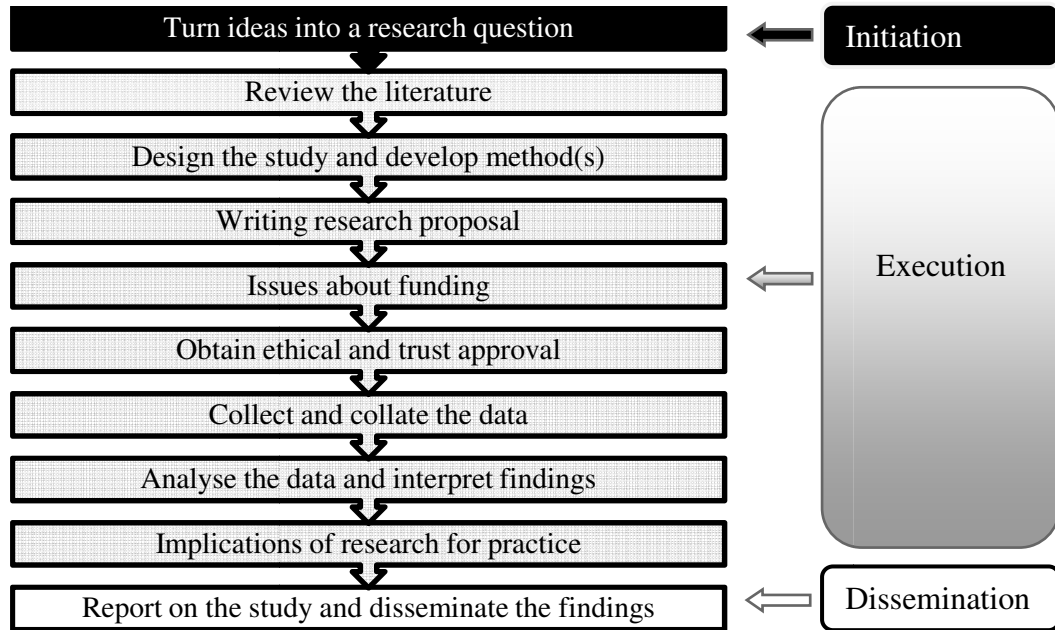 Turn ideas into a research question
Initiation
Review the literature
Design the study and develop method(s)
Writing research proposal
Issues about funding
Execution
Obtain ethical and trust approval
Collect and collate the data
Analyse the data and interpret findings
Implications of research for practice
Report on the study and disseminate the findings
Dissemination